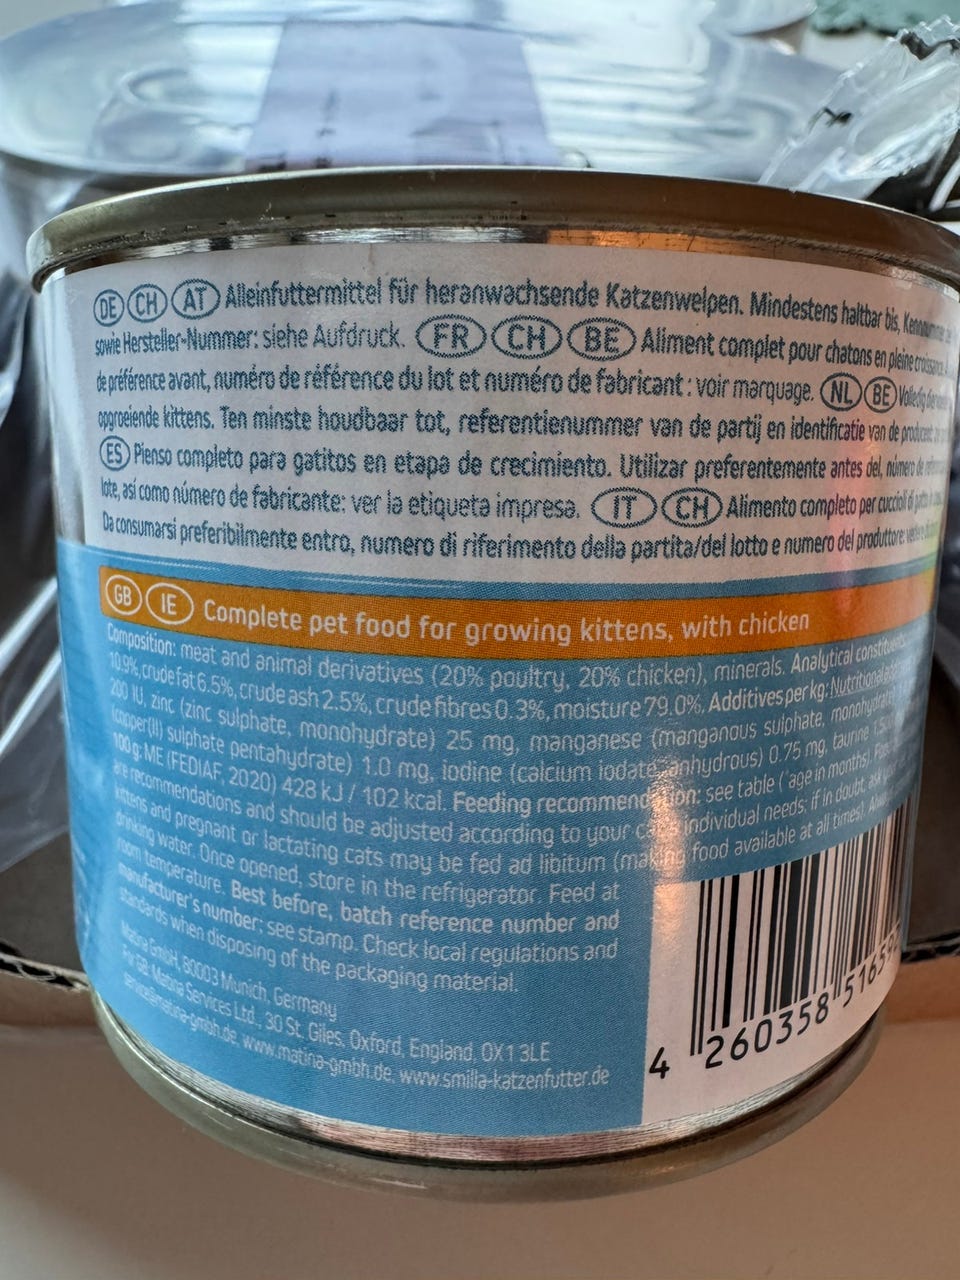 DE CH AT Alleinfuttermittel für heranwachsende Katzenwelpen. Mindestens haltbar bis,
sowie Hersteller-Nummer: siehe Aufdruck. FR CH BE Aliment complet pour chatons en pleine
de préférence avant, numéro de référence du lot et numéro de fabricant : voir marquage. NL BE
opgroeiende kittens. Ten minste houdbaar tot, referentienummer van de partij en identificatie van de
ES Pienso completo para gatitos en etapa de crecimiento. Utilizar preferentemente antes del, número de
lote, así como número de fabricante: ver la etiqueta impresa. IT CH Alimento completo per cuccioli di
Da consumarsi preferibilmente entro, numero di riferimento della partita/del lotto e numero del produttore:
GB IE Complete pet food for growing kittens, with chicken
Composition: meat and animal derivatives (20% poultry, 20% chicken), minerals. Analytical
10.9%, crude fat 6.5%, crude ash 2.5%, crude fibres 0.3%, moisture 79.0%. Additives per kg:
200 IU, zinc (zinc sulphate, monohydrate) 25 mg, manganese (manganous sulphate, monohydrate)
(copper(II) sulphate pentahydrate) 1.0 mg, iodine (calcium iodate, anhydrous) 0.75 mg, taurine
100 g: ME (FEDIAF, 2020) 428 kJ / 102 kcal. Feeding recommendation: see table (*age in months).
are recommendations and should be adjusted according to your cat's individual needs; if in doubt, ask
kittens and pregnant or lactating cats may be fed ad libitum (making food available at all times).
drinking water. Once opened, store in the refrigerator. Feed at
room temperature. Best before, batch reference number and
manufacturer's number: see stamp. Check local regulations and
standards when disposing of the packaging material.
Matina GmbH, 80003 Munich, Germany
For GB: Matina Services Ltd., 30 St. Giles, Oxford, England, OX1 3LE
service@matina-gmbh.de, www.matina-gmbh.de, www.smilla-katzenfutter.de
4 260358